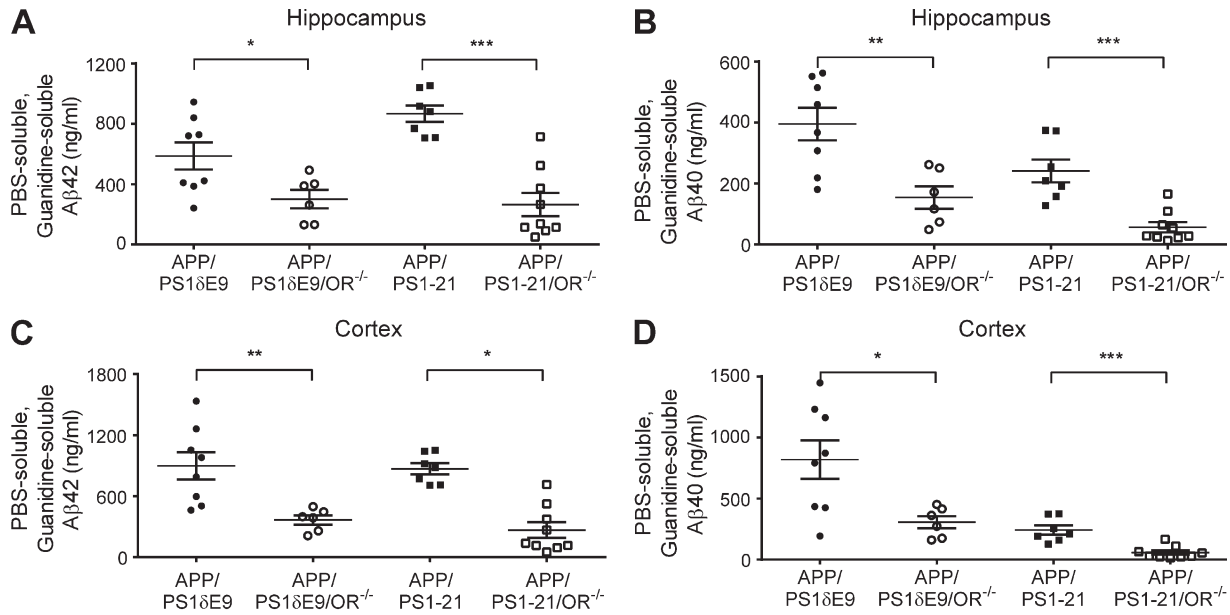 A
Hippocampus
PBS-soluble,
Guanidine-soluble
Aβ42 (ng/ml)
1200
800
400
0
*
***
APP/
PS1δE9
APP/
PS1δE9/OR-/-
APP/
PS1-21
APP/
PS1-21/OR-/-
B
Hippocampus
PBS-soluble,
Guanidine-soluble
Aβ40 (ng/ml)
600
400
200
0
**
***
APP/
PS1δE9
APP/
PS1δE9/OR-/-
APP/
PS1-21
APP/
PS1-21/OR-/-
C
Cortex
PBS-soluble,
Guanidine-soluble
Aβ42 (ng/ml)
1800
1200
600
0
**
*
APP/
PS1δE9
APP/
PS1δE9/OR-/-
APP/
PS1-21
APP/
PS1-21/OR-/-
D
Cortex
PBS-soluble,
Guanidine-soluble
Aβ40 (ng/ml)
1500
1000
500
0
*
***
APP/
PS1δE9
APP/
PS1δE9/OR-/-
APP/
PS1-21
APP/
PS1-21/OR-/-